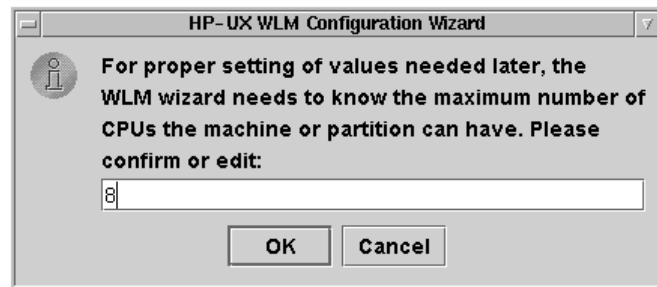 HP-UX WLM Configuration Wizard
For proper setting of values needed later, the
WLM wizard needs to know the maximum number of
CPUs the machine or partition can have. Please
confirm or edit:
8
OK Cancel